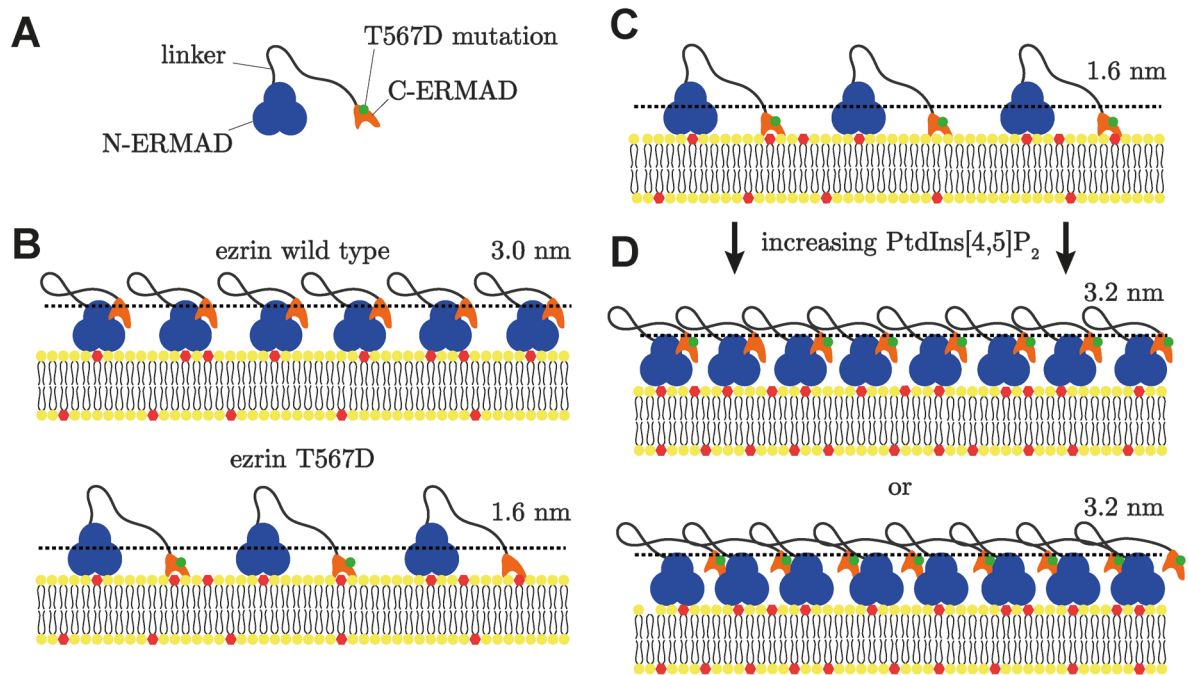 A
linker
T567D mutation
C-ERMAD
N-ERMAD
B
ezrin wild type
3.0 nm
ezrin T567D
1.6 nm
C
1.6 nm
increasing PtdIns[4,5]P₂
D
3.2 nm
or
3.2 nm